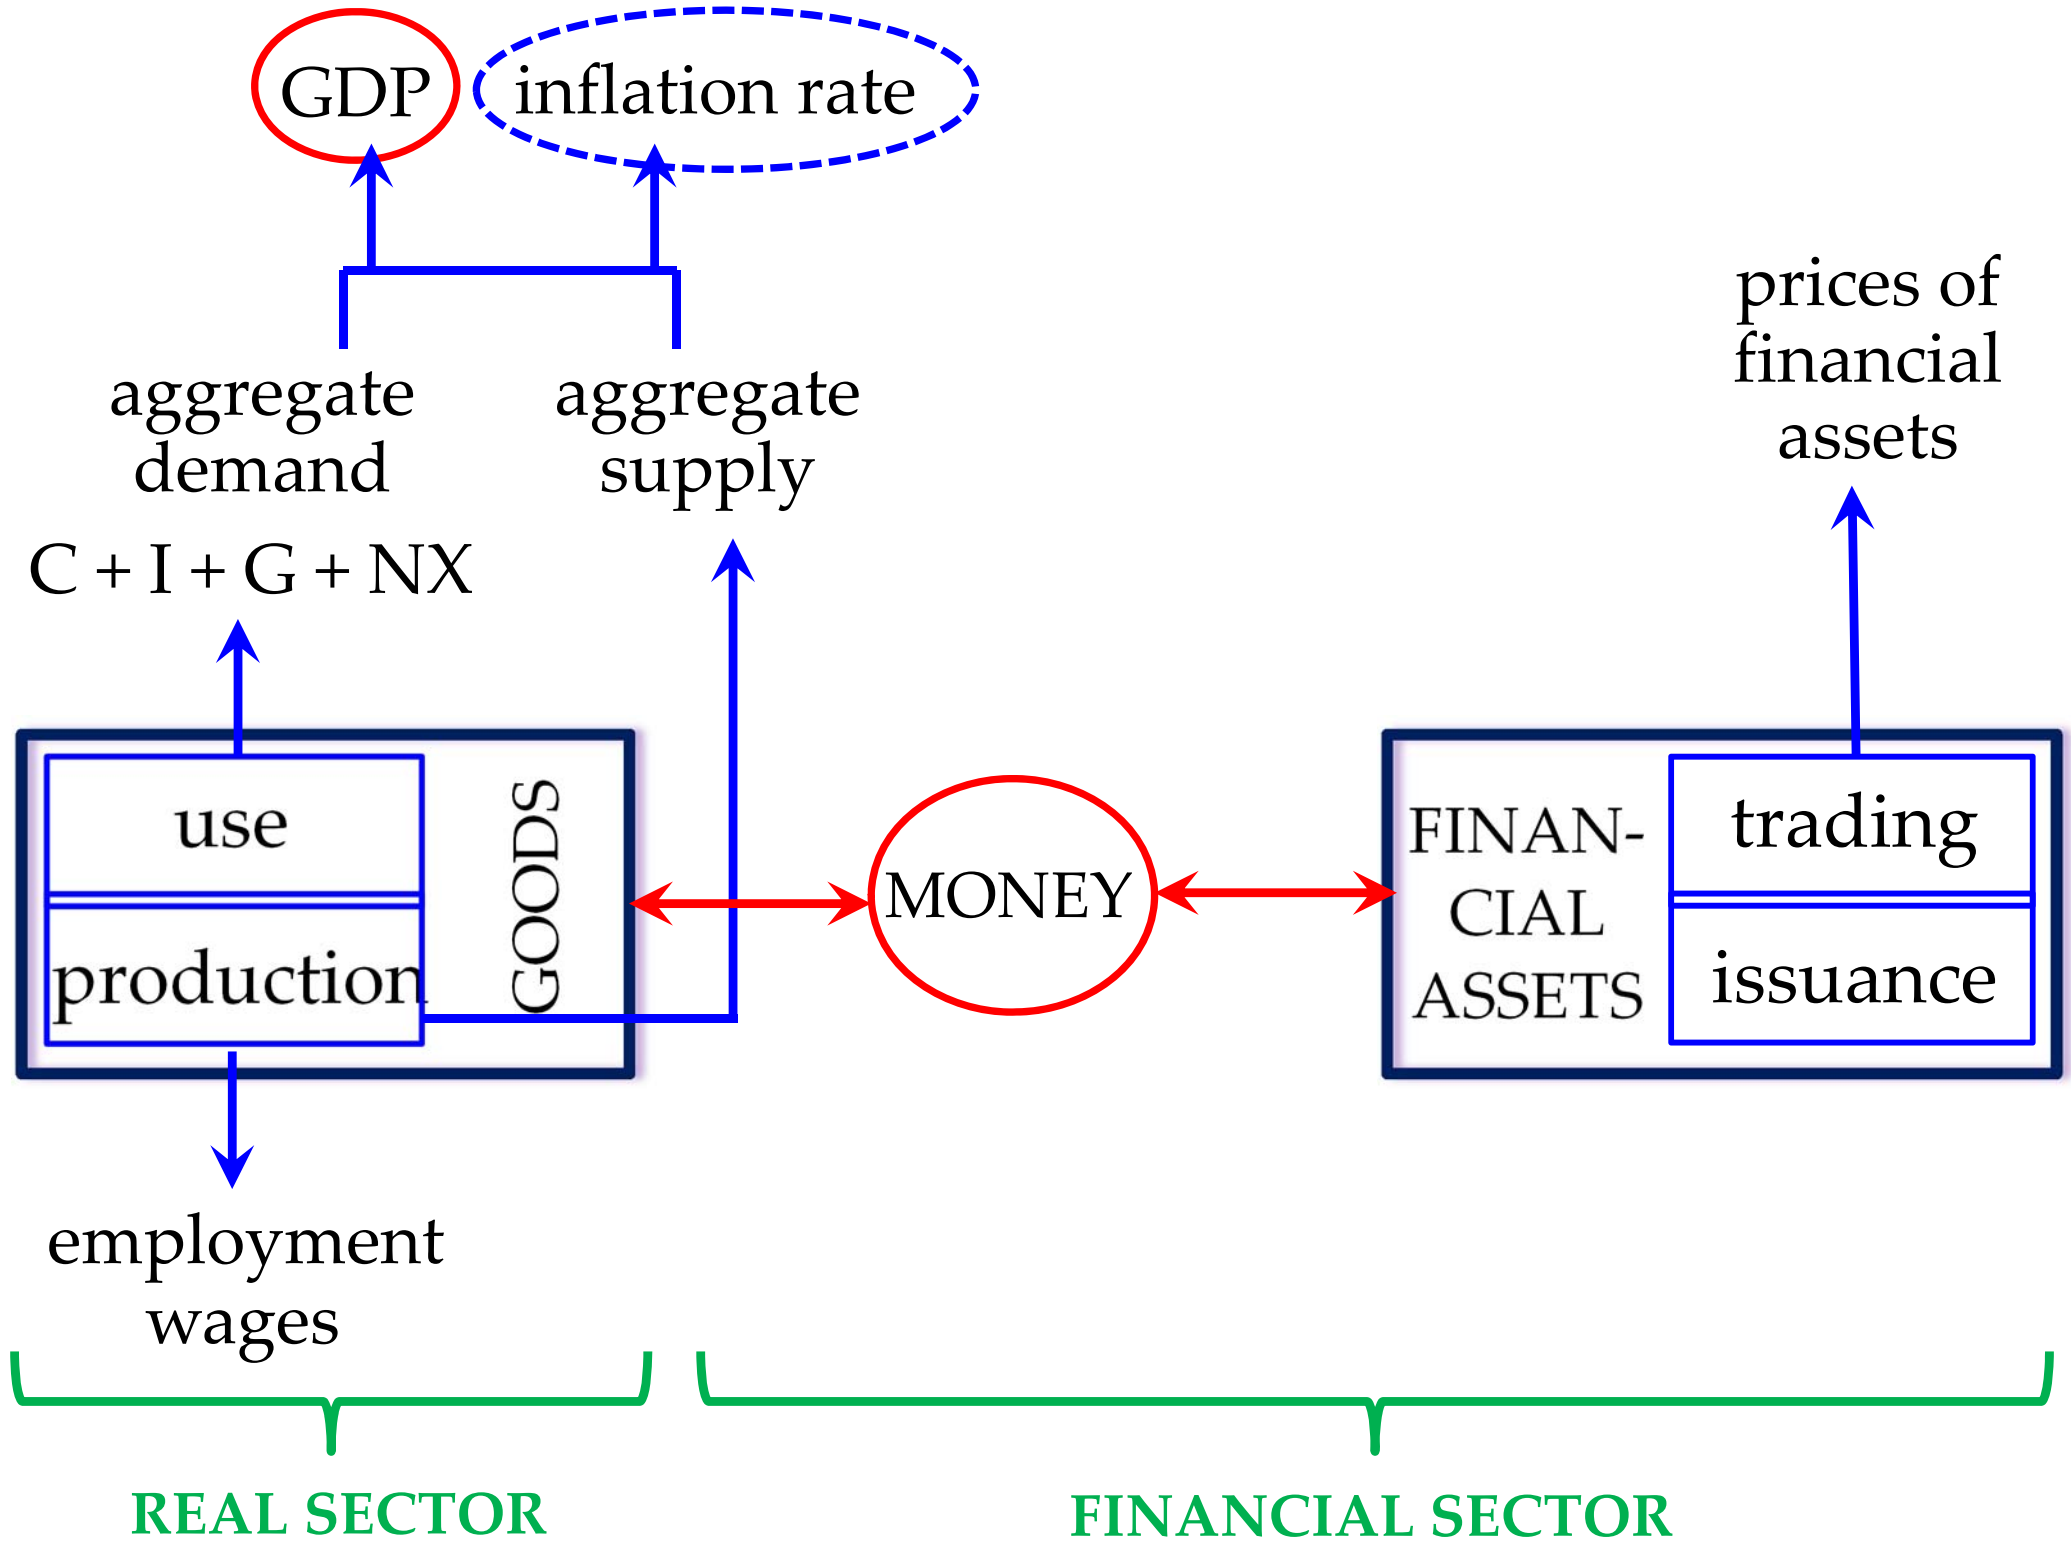 GDP
inflation rate
prices of
financial
assets
aggregate
demand
C + I + G + NX
aggregate
supply
use
production
GOODS
MONEY
FINAN-
CIAL
ASSETS
trading
issuance
employment
wages
REAL SECTOR
FINANCIAL SECTOR